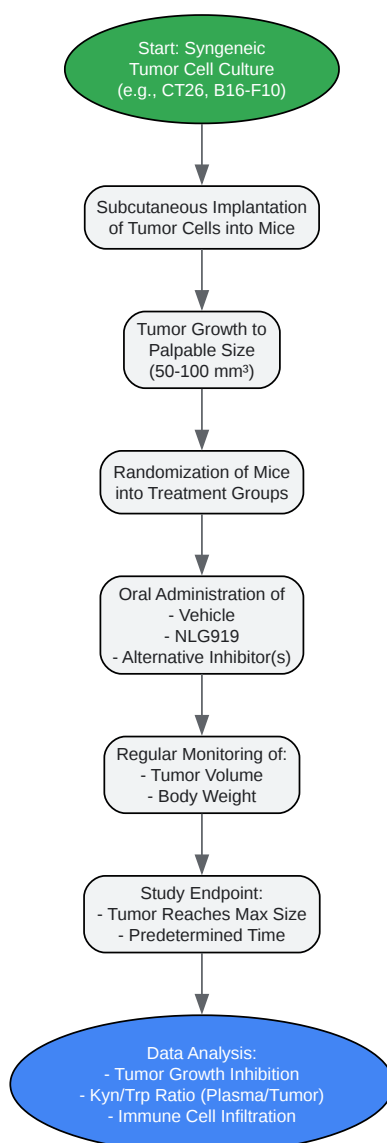 Start: Syngeneic
Tumor Cell Culture
(e.g., CT26, B16-F10)
Subcutaneous Implantation
of Tumor Cells into Mice
Tumor Growth to
Palpable Size
(50-100 mm³)
Randomization of Mice
into Treatment Groups
Oral Administration of
- Vehicle
- NLG919
- Alternative Inhibitor(s)
Regular Monitoring of:
- Tumor Volume
- Body Weight
Study Endpoint:
- Tumor Reaches Max Size
- Predetermined Time
Data Analysis:
- Tumor Growth Inhibition
- Kyn/Trp Ratio (Plasma/Tumor)
- Immune Cell Infiltration